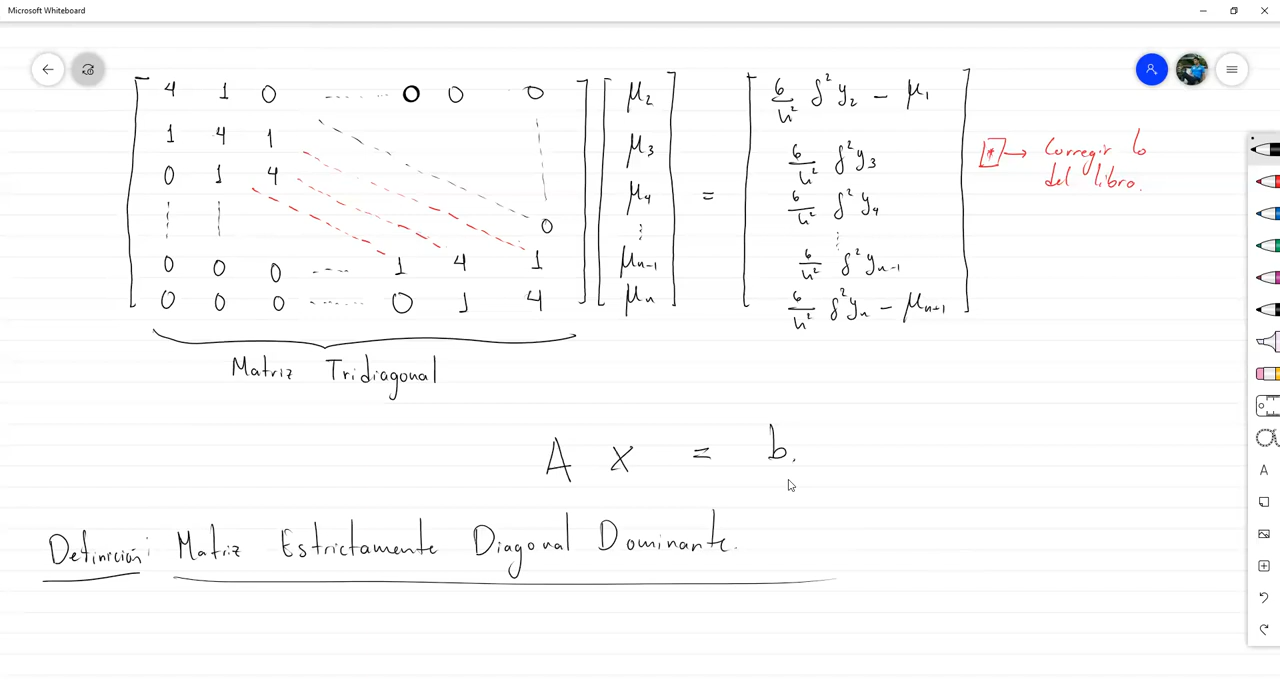 Microsoft Whiteboard
4 1 0 ------ 0 0 0 μ2 6/h² δ²y2 - μ1
1 4 1 μ3 6/h² δ²y3
0 1 4 μ4 = 6/h² δ²y4
0 ⋮ ⋮
0 0 0 ---- 1 4 1 μn-1 6/h² δ²yn-1
0 0 0 ------ 0 1 4 μn 6/h² δ²yn - μn+1
* → Corregir lo
del libro.
Matriz Tridiagonal
A x = b.
Definición: Matriz Estrictamente Diagonal Dominante.